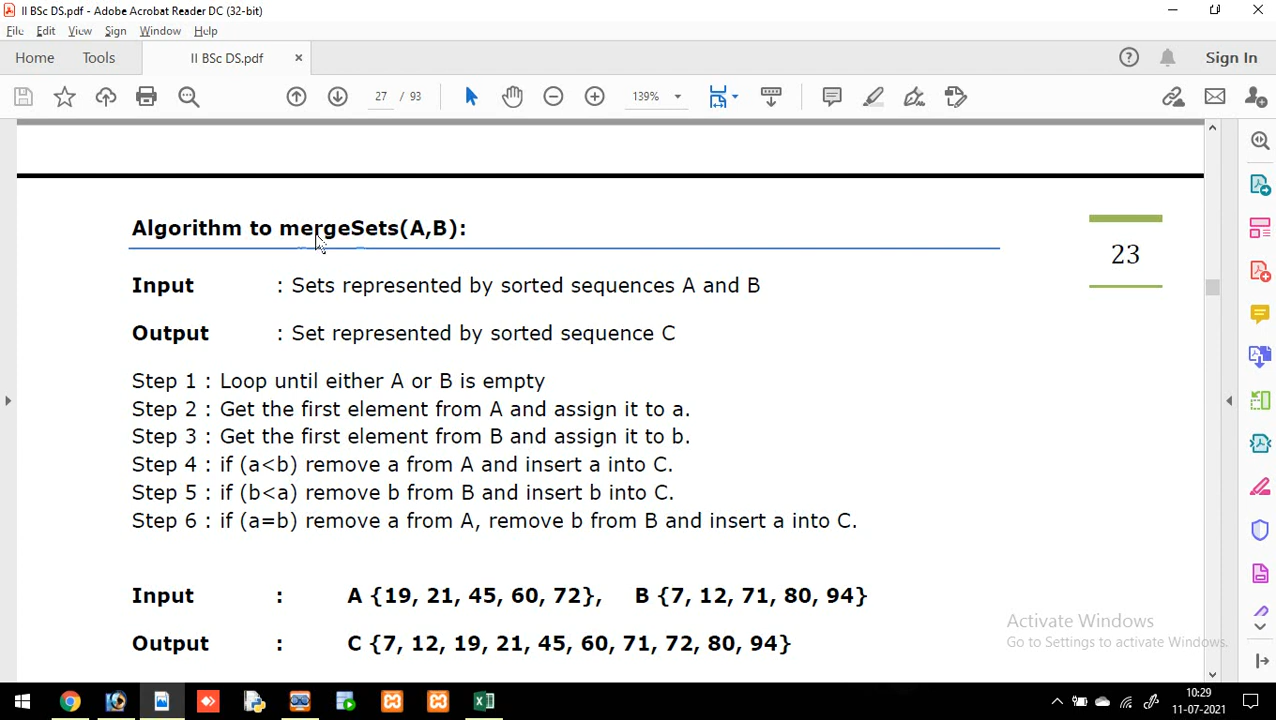 II BSc DS.pdf - Adobe Acrobat Reader DC (32-bit)
File Edit View Sign Window Help
Home Tools II BSc DS.pdf × Sign In
27 / 93 139%
Algorithm to mergeSets(A,B):
23
Input : Sets represented by sorted sequences A and B
Output : Set represented by sorted sequence C
Step 1 : Loop until either A or B is empty
Step 2 : Get the first element from A and assign it to a.
Step 3 : Get the first element from B and assign it to b.
Step 4 : if (a<b) remove a from A and insert a into C.
Step 5 : if (b<a) remove b from B and insert b into C.
Step 6 : if (a=b) remove a from A, remove b from B and insert a into C.
Input : A {19, 21, 45, 60, 72}, B {7, 12, 71, 80, 94}
Output : C {7, 12, 19, 21, 45, 60, 71, 72, 80, 94}
Activate Windows
Go to Settings to activate Windows.
10:29
11-07-2021